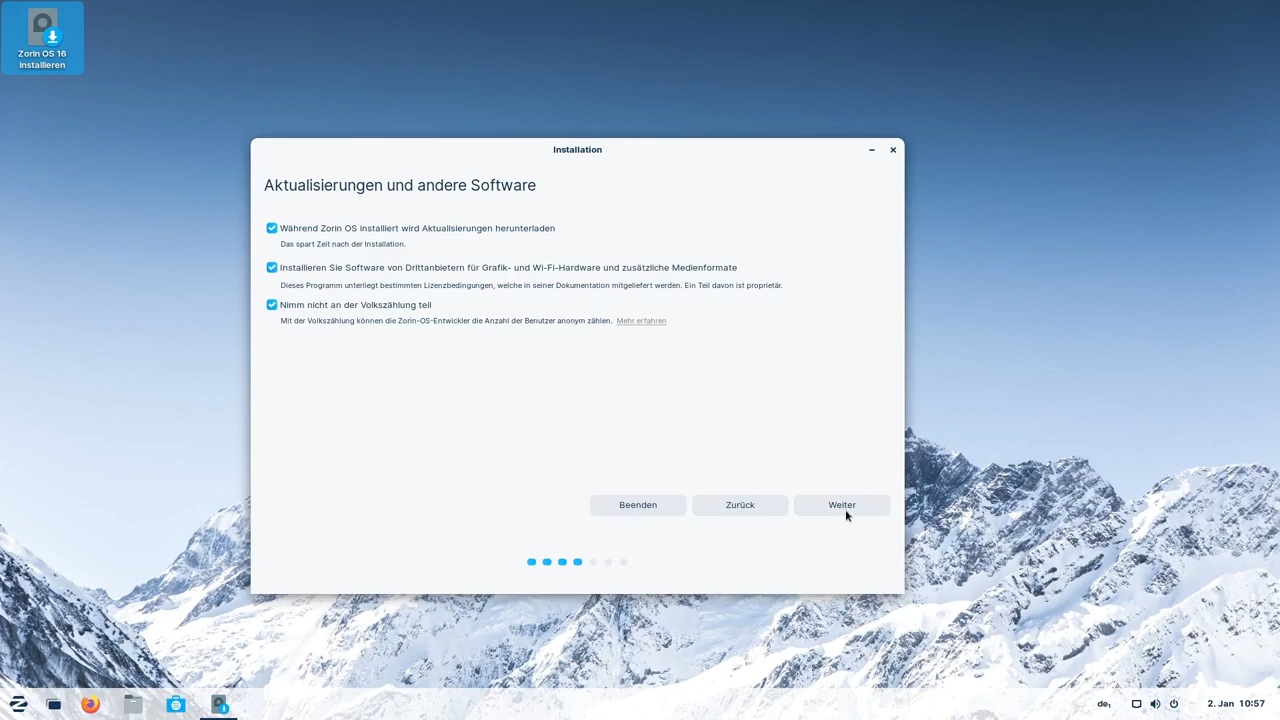 Zorin OS 16
installieren
Installation
Aktualisierungen und andere Software
Während Zorin OS installiert wird Aktualisierungen herunterladen
Das spart Zeit nach der Installation.
Installieren Sie Software von Drittanbietern für Grafik- und Wi-Fi-Hardware und zusätzliche Medienformate
Dieses Programm unterliegt bestimmten Lizenzbedingungen, welche in seiner Dokumentation mitgeliefert werden. Ein Teil davon ist proprietär.
Nimm nicht an der Volkszählung teil
Mit der Volkszählung können die Zorin-OS-Entwickler die Anzahl der Benutzer anonym zählen. Mehr erfahren
Beenden Zurück Weiter
de₁ 2. Jan 10:57